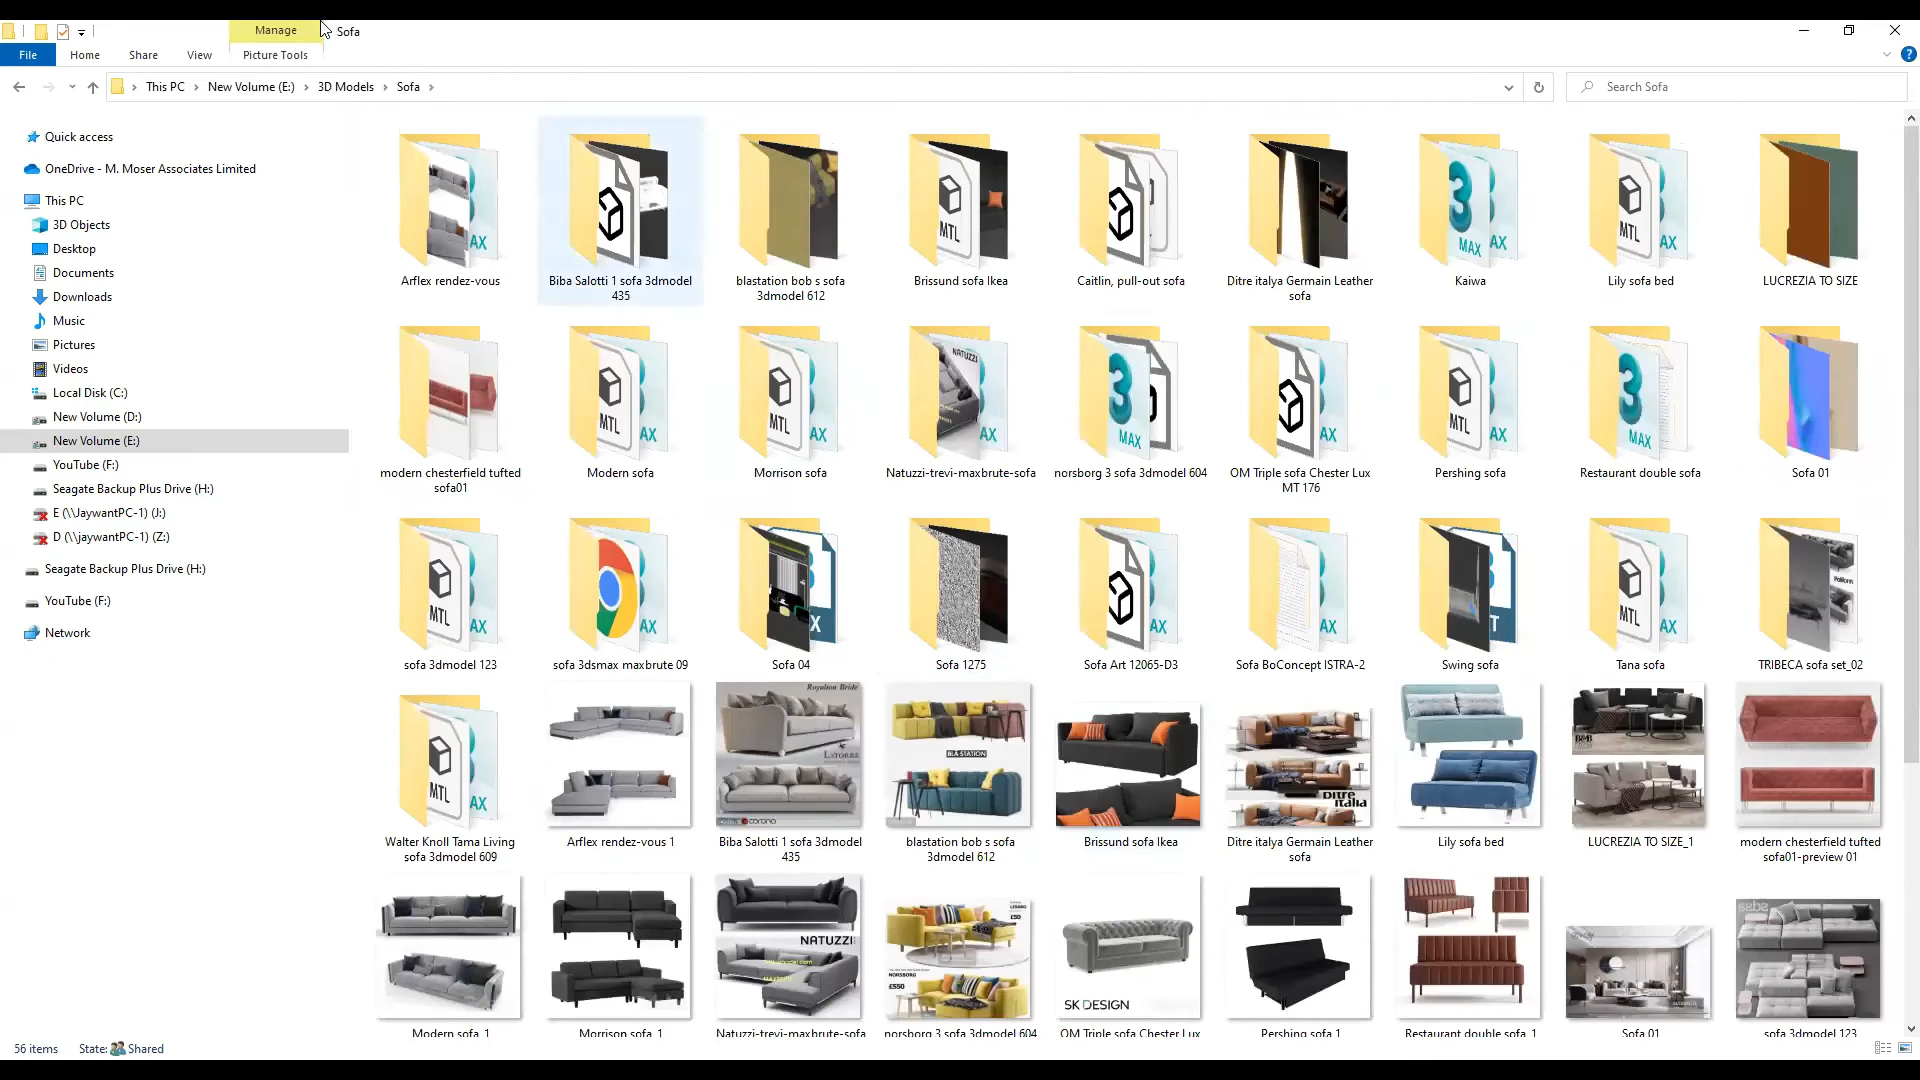 Manage
Sofa
File
Home
Share
View
Picture Tools
This PC
New Volume (E:)
3D Models
Sofa
Search Sofa
Quick access
OneDrive - M. Moser Associates Limited
This PC
3D Objects
Desktop
Documents
Downloads
Music
Pictures
Videos
Local Disk (C:)
New Volume (D:)
New Volume (E:)
YouTube (F:)
Seagate Backup Plus Drive (H:)
E (\\JaywantPC-1) (J:)
D (\\jaywantPC-1) (Z:)
Seagate Backup Plus Drive (H:)
YouTube (F:)
Network
Arflex rendez-vous
Biba Salotti 1 sofa 3dmodel
435
blastation bob s sofa
3dmodel 612
Brissund sofa Ikea
Caitlin, pull-out sofa
Ditre italya Germain Leather
sofa
Kaiwa
Lily sofa bed
LUCREZIA TO SIZE
modern chesterfield tufted
sofa01
Modern sofa
Morrison sofa
Natuzzi-trevi-maxbrute-sofa
norsborg 3 sofa 3dmodel 604
OM Triple sofa Chester Lux
MT 176
Pershing sofa
Restaurant double sofa
Sofa 01
sofa 3dmodel 123
sofa 3dsmax maxbrute 09
Sofa 04
Sofa 1275
Sofa Art 12065-D3
Sofa BoConcept ISTRA-2
Swing sofa
Tana sofa
TRIBECA sofa set_02
Walter Knoll Tama Living
sofa 3dmodel 609
Arflex rendez-vous 1
Biba Salotti 1 sofa 3dmodel
435
blastation bob s sofa
3dmodel 612
Brissund sofa Ikea
Ditre italya Germain Leather
sofa
Lily sofa bed
LUCREZIA TO SIZE_1
modern chesterfield tufted
sofa01-preview 01
Modern sofa_1
Morrison sofa_1
Natuzzi-trevi-maxbrute-sofa
norsborg 3 sofa 3dmodel 604
OM Triple sofa Chester Lux
Pershing sofa 1
Restaurant double sofa_1
Sofa 01
sofa 3dmodel 123
56 items
State:
Shared